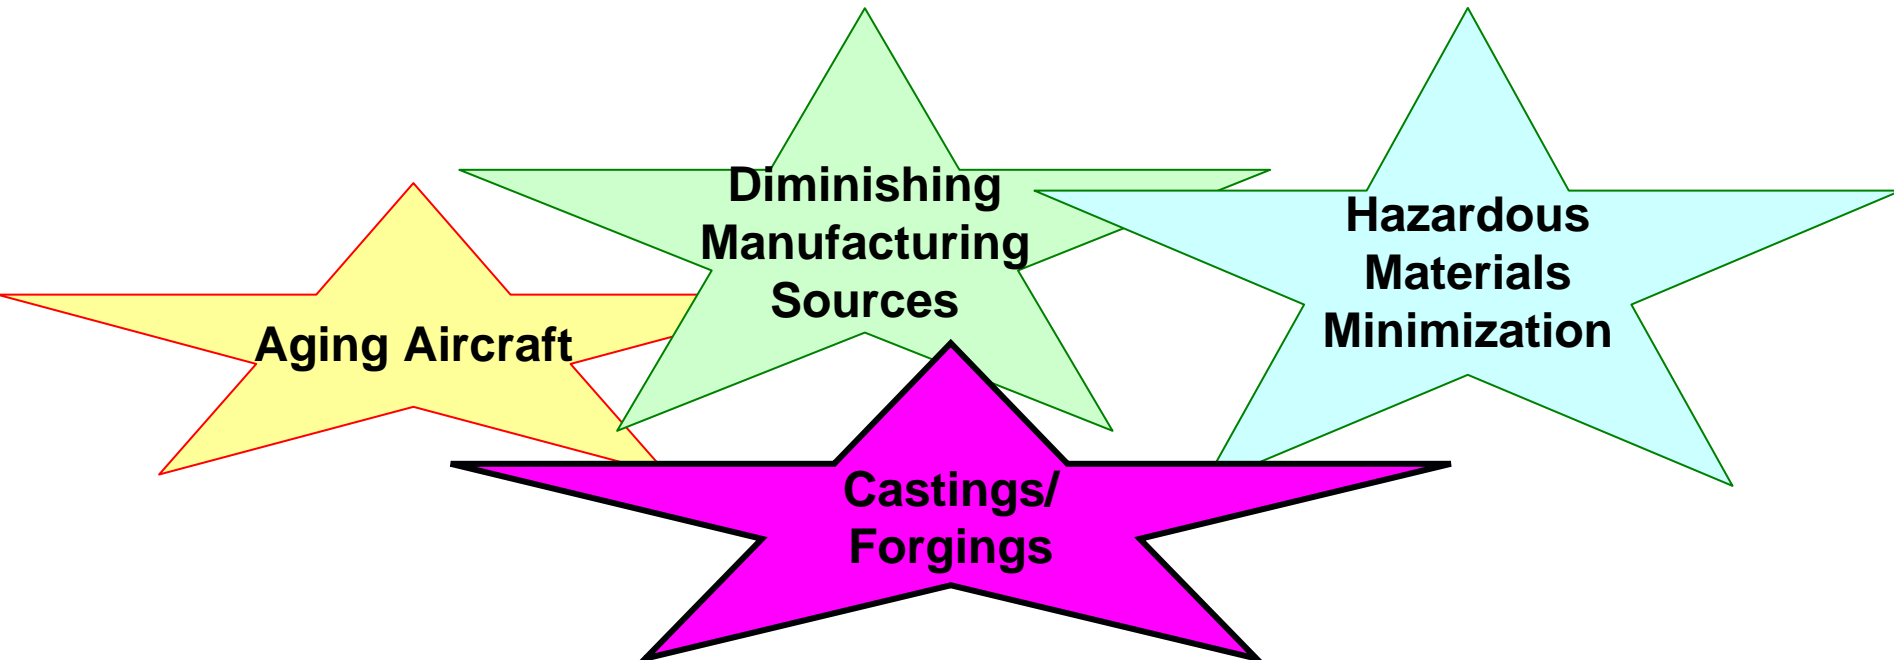 Diminishing
Manufacturing
Sources
Hazardous
Materials
Minimization
Aging Aircraft
Castings/
Forgings